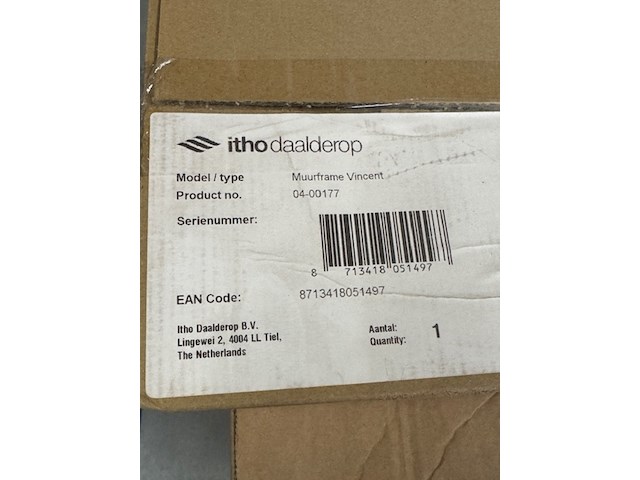 itho daalderop
Model / type Muurframe Vincent
Product no. 04-00177
Serienummer:
8 713418 051497
EAN Code: 8713418051497
Itho Daalderop B.V.
Lingewei 2, 4004 LL Tiel,
The Netherlands
Aantal:
Quantity: 1